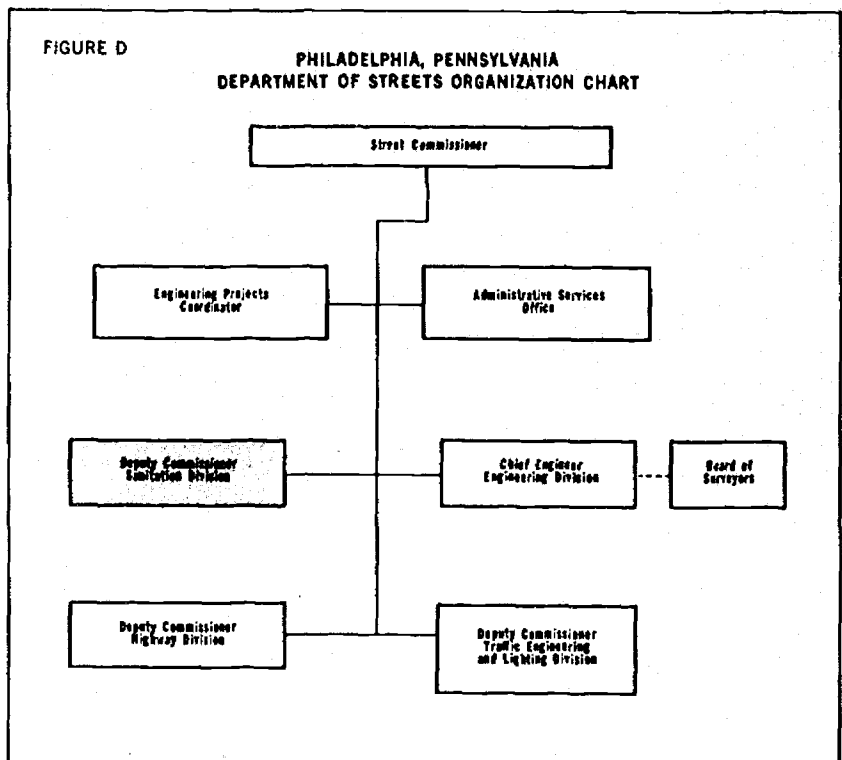 FIGURE D
PHILADELPHIA, PENNSYLVANIA
DEPARTMENT OF STREETS ORGANIZATION CHART
Street Commissioner
Engineering Projects
Coordinator
Administrative Services
Office
Deputy Commissioner
Sanitation Division
Chief Engineer
Engineering Division
Board of
Surveyors
Deputy Commissioner
Highway Division
Deputy Commissioner
Traffic Engineering
and Lighting Division